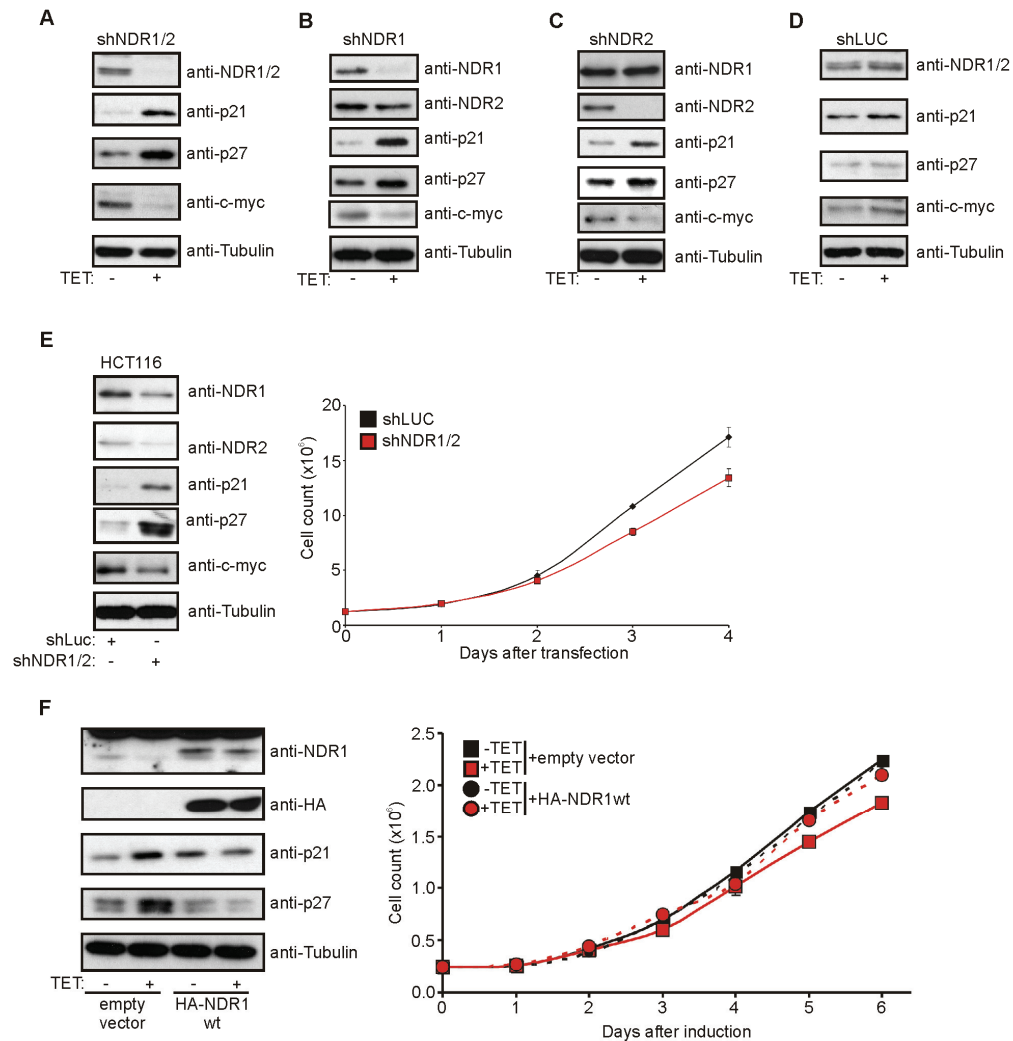 A
shNDR1/2
anti-NDR1/2
anti-p21
anti-p27
anti-c-myc
anti-Tubulin
TET: - +
B
shNDR1
anti-NDR1
anti-NDR2
anti-p21
anti-p27
anti-c-myc
anti-Tubulin
TET: - +
C
shNDR2
anti-NDR1
anti-NDR2
anti-p21
anti-p27
anti-c-myc
anti-Tubulin
TET: - +
D
shLUC
anti-NDR1/2
anti-p21
anti-p27
anti-c-myc
anti-Tubulin
TET: - +
E
HCT116
anti-NDR1
anti-NDR2
anti-p21
anti-p27
anti-c-myc
anti-Tubulin
shLuc: + -
shNDR1/2: - +
Cell count (x10⁶)
20
15
10
5
0
shLUC
shNDR1/2
0 1 2 3 4
Days after transfection
F
anti-NDR1
anti-HA
anti-p21
anti-p27
anti-Tubulin
TET: - + - +
empty vector
HA-NDR1 wt
Cell count (x10⁶)
2.5
2.0
1.5
1.0
0.5
0.0
-TET
+TET
+empty vector
-TET
+TET
+HA-NDR1wt
0 1 2 3 4 5 6
Days after induction